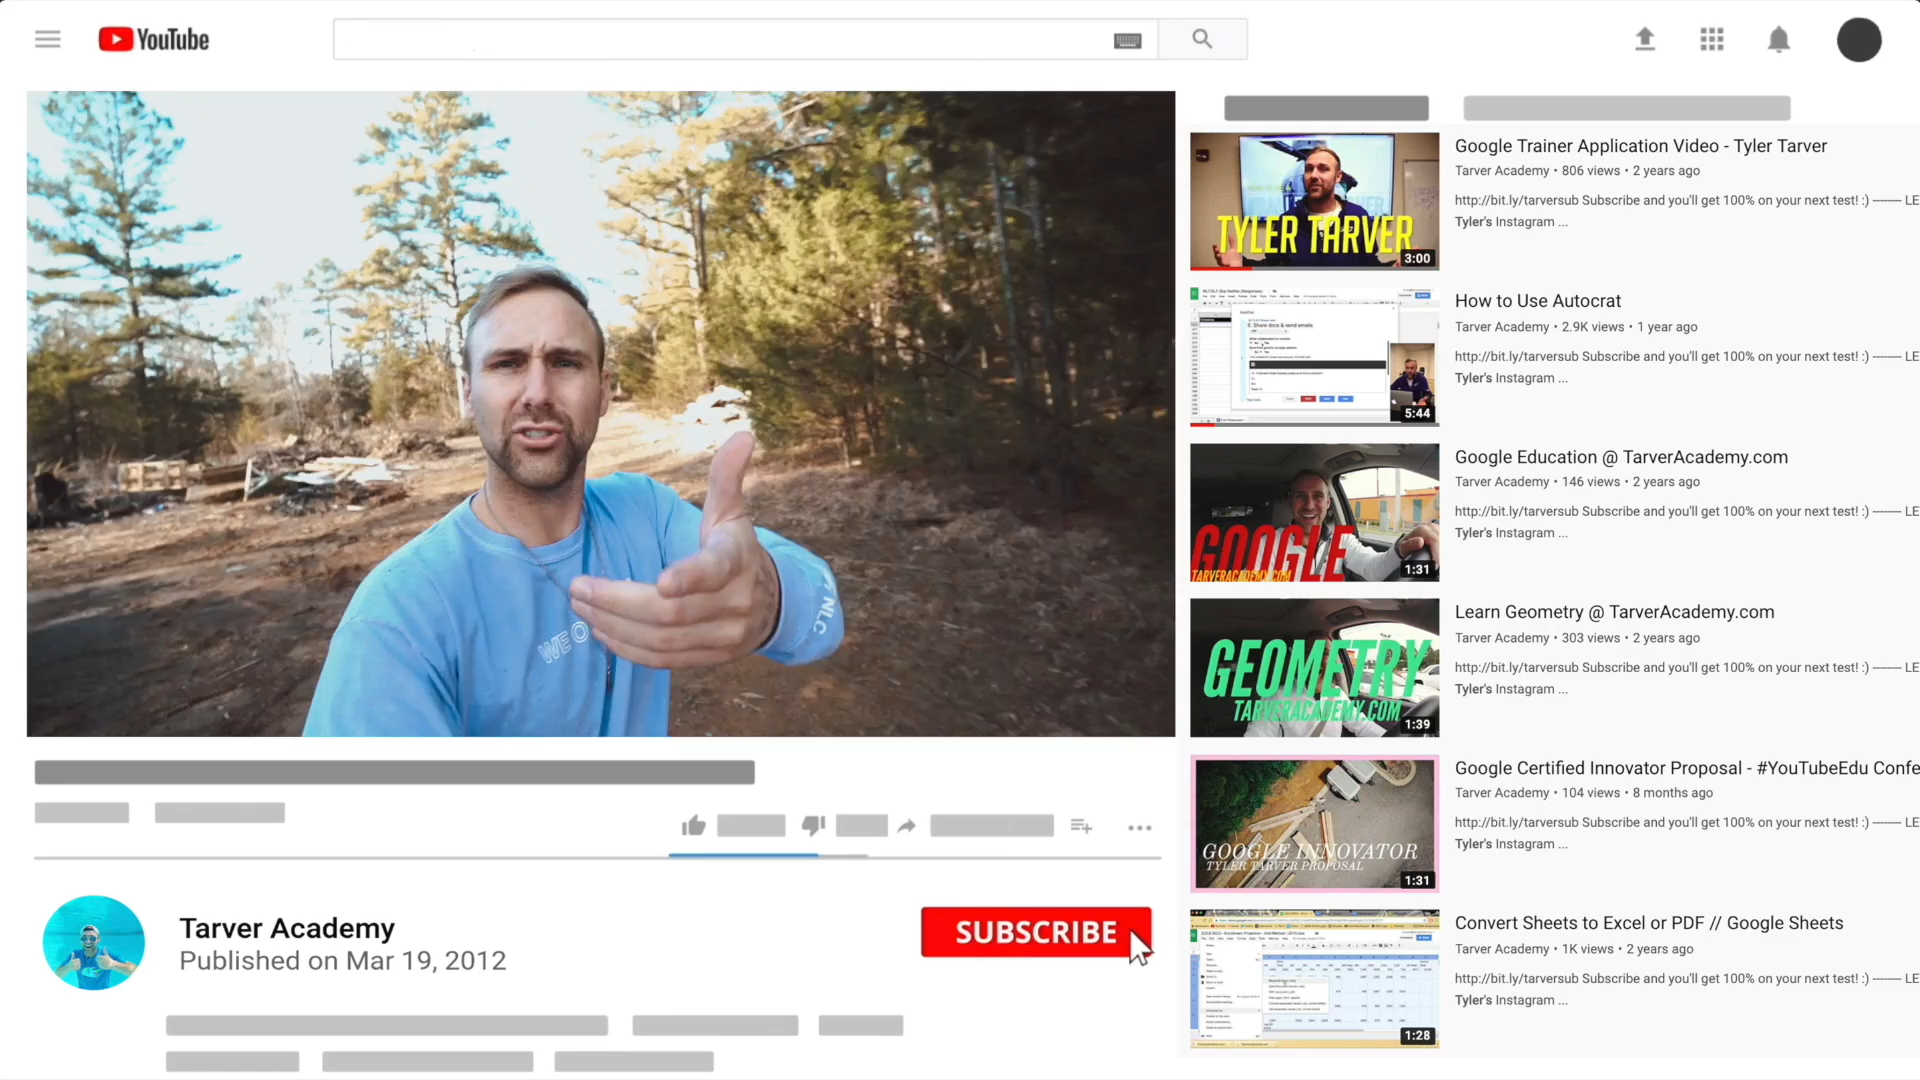 YouTube
WE O
NLC
SUBSCRIBE
Tarver Academy
Published on Mar 19, 2012
TYLER TARVER
3:00
Google Trainer Application Video - Tyler Tarver
Tarver Academy • 806 views • 2 years ago
http://bit.ly/tarversub Subscribe and you'll get 100% on your next test! :) -------- LE
Tyler's Instagram ...
8. Share docs & send emails
5:44
How to Use Autocrat
Tarver Academy • 2.9K views • 1 year ago
http://bit.ly/tarversub Subscribe and you'll get 100% on your next test! :) -------- LE
Tyler's Instagram ...
GOOGLE
TARVERACADEMY.COM
1:31
Google Education @ TarverAcademy.com
Tarver Academy • 146 views • 2 years ago
http://bit.ly/tarversub Subscribe and you'll get 100% on your next test! :) -------- LE
Tyler's Instagram ...
GEOMETRY
TARVERACADEMY.COM
1:39
Learn Geometry @ TarverAcademy.com
Tarver Academy • 303 views • 2 years ago
http://bit.ly/tarversub Subscribe and you'll get 100% on your next test! :) -------- LE
Tyler's Instagram ...
GOOGLE INNOVATOR
TYLER TARVER PROPOSAL
1:31
Google Certified Innovator Proposal - #YouTubeEdu Confe
Tarver Academy • 104 views • 8 months ago
http://bit.ly/tarversub Subscribe and you'll get 100% on your next test! :) -------- LE
Tyler's Instagram ...
1:28
Convert Sheets to Excel or PDF // Google Sheets
Tarver Academy • 1K views • 2 years ago
http://bit.ly/tarversub Subscribe and you'll get 100% on your next test! :) -------- LE
Tyler's Instagram ...